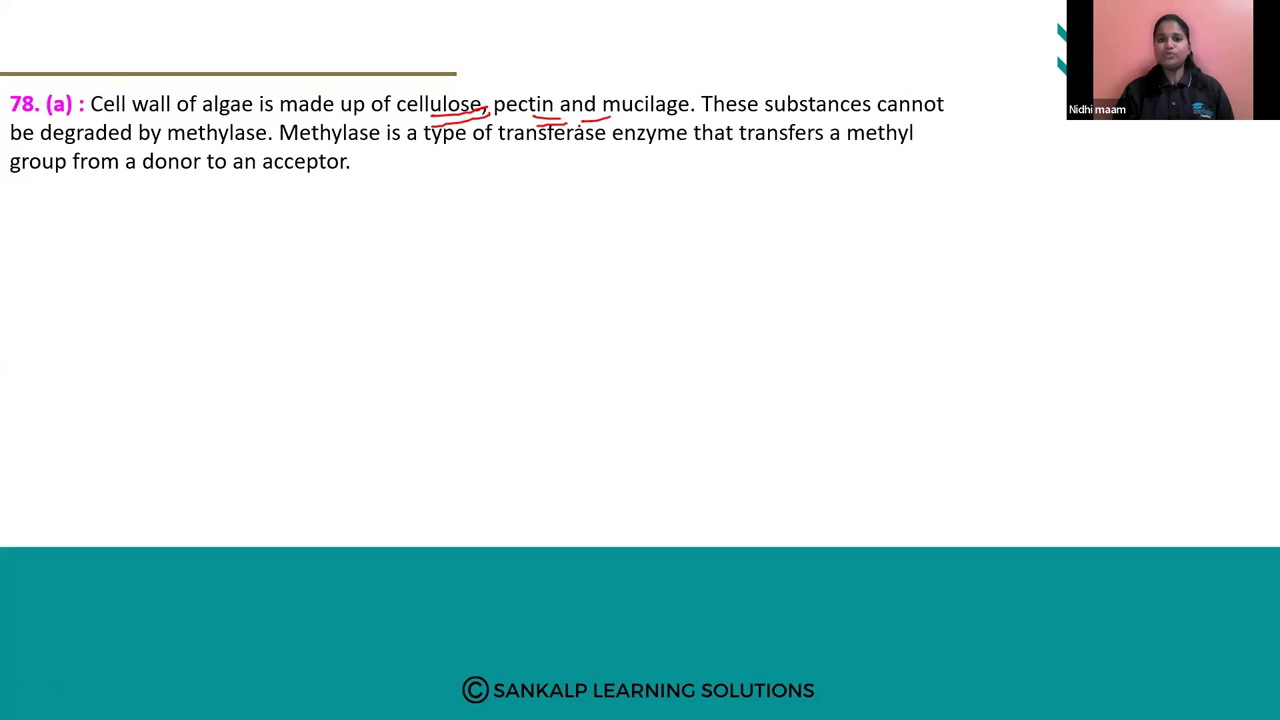 78. (a) : Cell wall of algae is made up of cellulose, pectin and mucilage. These substances cannot
be degraded by methylase. Methylase is a type of transferase enzyme that transfers a methyl
group from a donor to an acceptor.
Nidhi maam
© SANKALP LEARNING SOLUTIONS